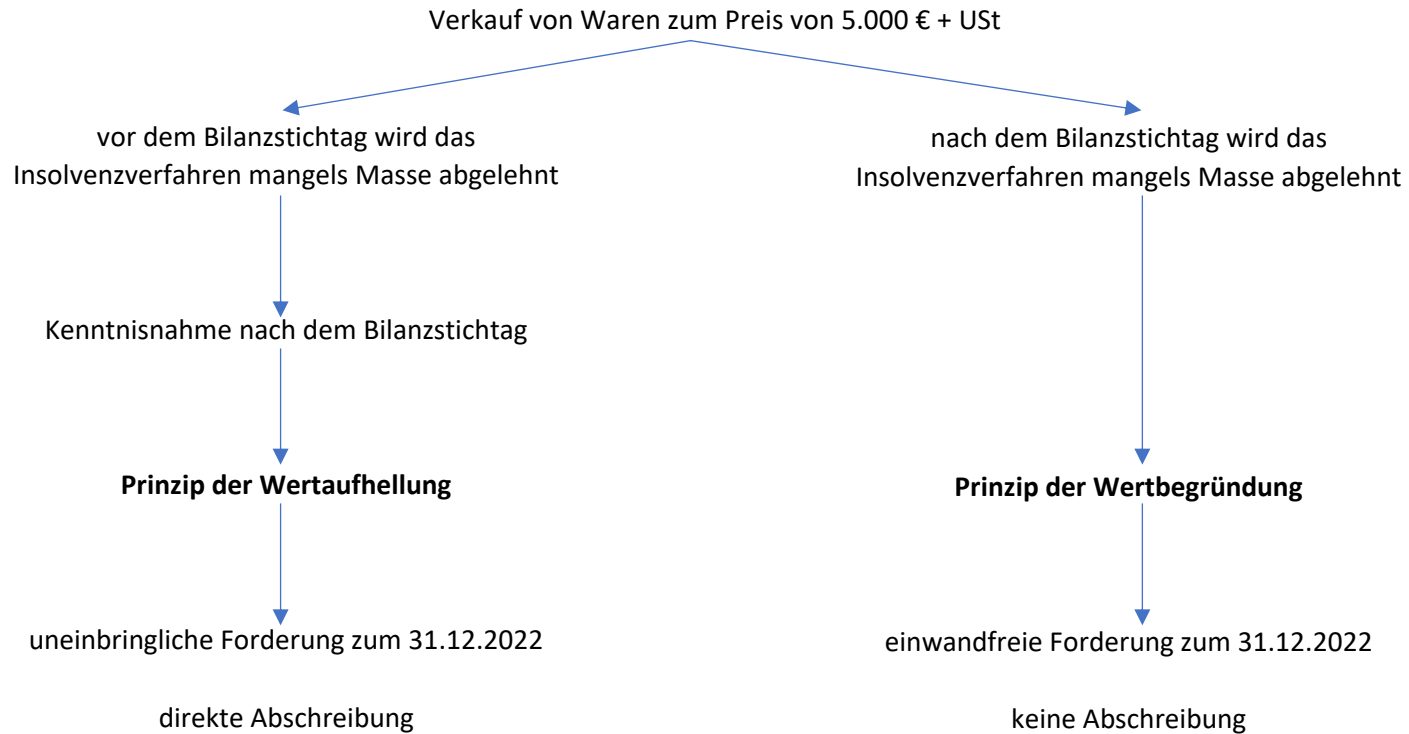 Verkauf von Waren zum Preis von 5.000 € + USt
vor dem Bilanzstichtag wird das
Insolvenzverfahren mangels Masse abgelehnt
Kenntnisnahme nach dem Bilanzstichtag
Prinzip der Wertaufhellung
uneinbringliche Forderung zum 31.12.2022
direkte Abschreibung
nach dem Bilanzstichtag wird das
Insolvenzverfahren mangels Masse abgelehnt
Prinzip der Wertbegründung
einwandfreie Forderung zum 31.12.2022
keine Abschreibung